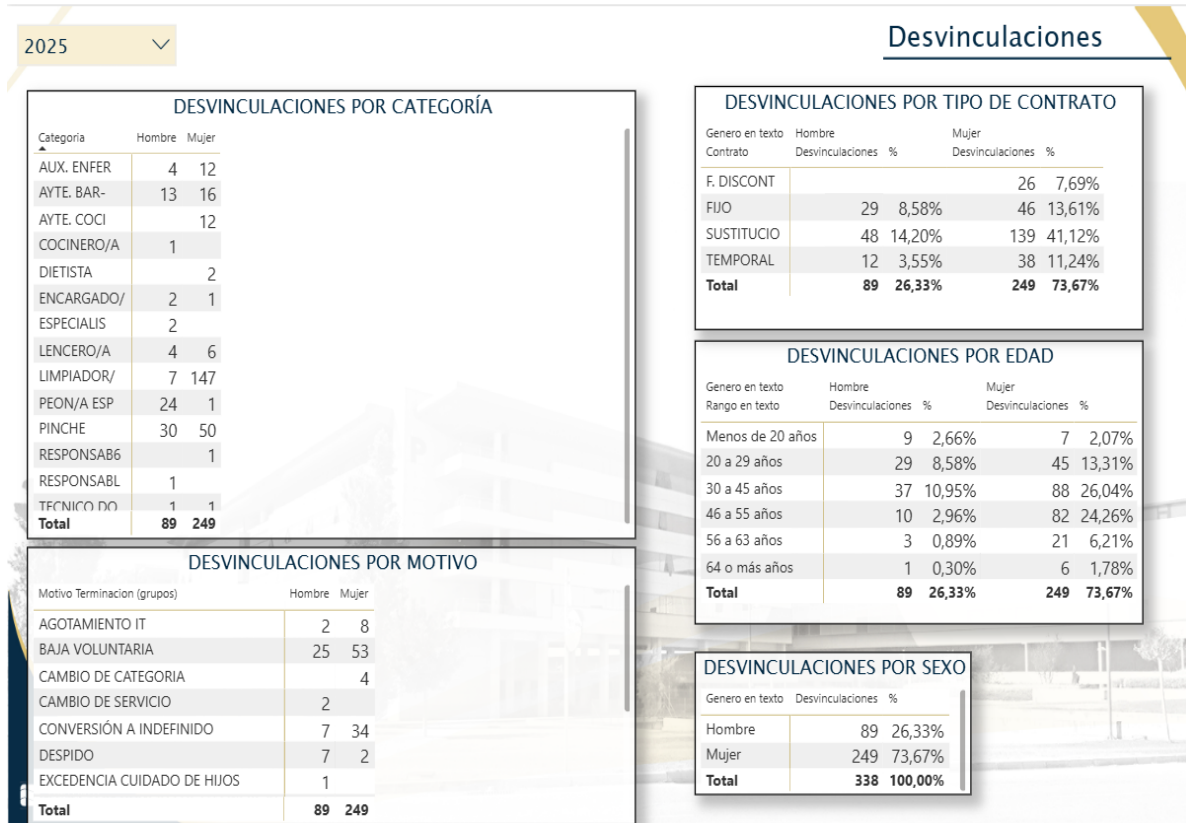 2025
Desvinculaciones
DESVINCULACIONES POR CATEGORÍA
Categoria Hombre Mujer
AUX. ENFER 4 12
AYTE. BAR- 13 16
AYTE. COCI 12
COCINERO/A 1
DIETISTA 2
ENCARGADO/ 2 1
ESPECIALIS 2
LENCERO/A 4 6
LIMPIADOR/ 7 147
PEON/A ESP 24 1
PINCHE 30 50
RESPONSAB6 1
RESPONSABL 1
TECNICO DO 1 1
Total 89 249
DESVINCULACIONES POR MOTIVO
Motivo Terminacion (grupos) Hombre Mujer
AGOTAMIENTO IT 2 8
BAJA VOLUNTARIA 25 53
CAMBIO DE CATEGORIA 4
CAMBIO DE SERVICIO 2
CONVERSIÓN A INDEFINIDO 7 34
DESPIDO 7 2
EXCEDENCIA CUIDADO DE HIJOS 1
Total 89 249
DESVINCULACIONES POR TIPO DE CONTRATO
Genero en texto Hombre Mujer
Contrato Desvinculaciones % Desvinculaciones %
F. DISCONT 26 7,69%
FIJO 29 8,58% 46 13,61%
SUSTITUCIO 48 14,20% 139 41,12%
TEMPORAL 12 3,55% 38 11,24%
Total 89 26,33% 249 73,67%
DESVINCULACIONES POR EDAD
Genero en texto Hombre Mujer
Rango en texto Desvinculaciones % Desvinculaciones %
Menos de 20 años 9 2,66% 7 2,07%
20 a 29 años 29 8,58% 45 13,31%
30 a 45 años 37 10,95% 88 26,04%
46 a 55 años 10 2,96% 82 24,26%
56 a 63 años 3 0,89% 21 6,21%
64 o más años 1 0,30% 6 1,78%
Total 89 26,33% 249 73,67%
DESVINCULACIONES POR SEXO
Genero en texto Desvinculaciones %
Hombre 89 26,33%
Mujer 249 73,67%
Total 338 100,00%